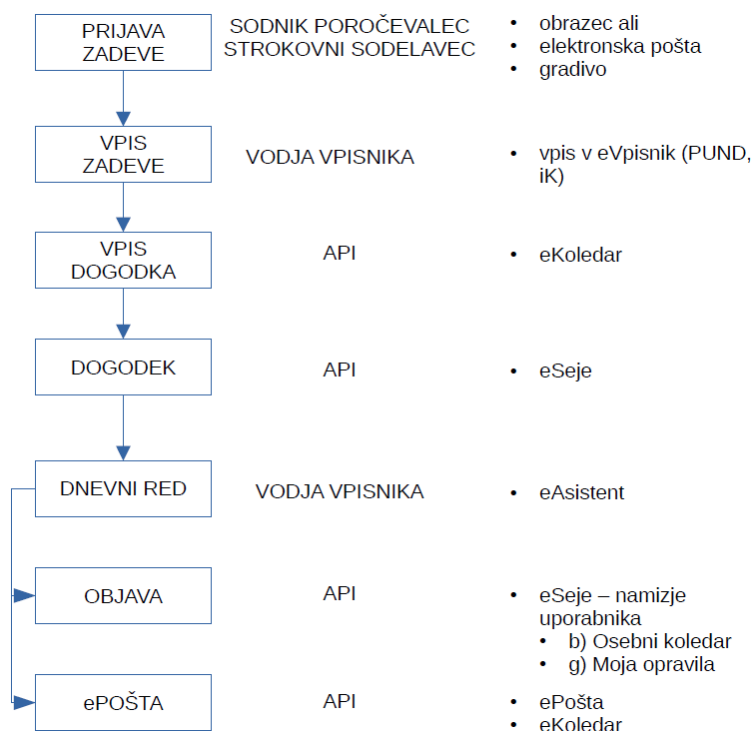 PRIJAVA
ZADEVE
SODNIK POROČEVALEC
STROKOVNI SODELAVEC
• obrazec ali
• elektronska pošta
• gradivo
VPIS
ZADEVE
VODJA VPISNIKA
• vpis v eVpisnik (PUND,
iK)
VPIS
DOGODKA
API
• eKoledar
DOGODEK
API
• eSeje
DNEVNI RED
VODJA VPISNIKA
• eAsistent
OBJAVA
API
• eSeje – namizje
uporabnika
• b) Osebni koledar
• g) Moja opravila
ePOŠTA
API
• ePošta
• eKoledar